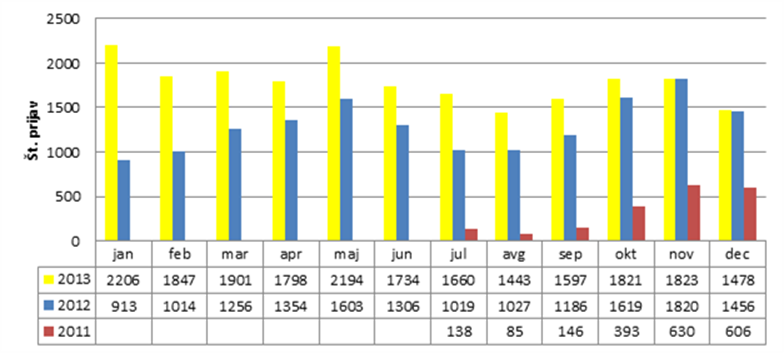 2500
2000
1500
1000
500
0
Št. prijav
jan feb mar apr maj jun jul avg sep okt nov dec
2013 2206 1847 1901 1798 2194 1734 1660 1443 1597 1821 1823 1478
2012 913 1014 1256 1354 1603 1306 1019 1027 1186 1619 1820 1456
2011 138 85 146 393 630 606